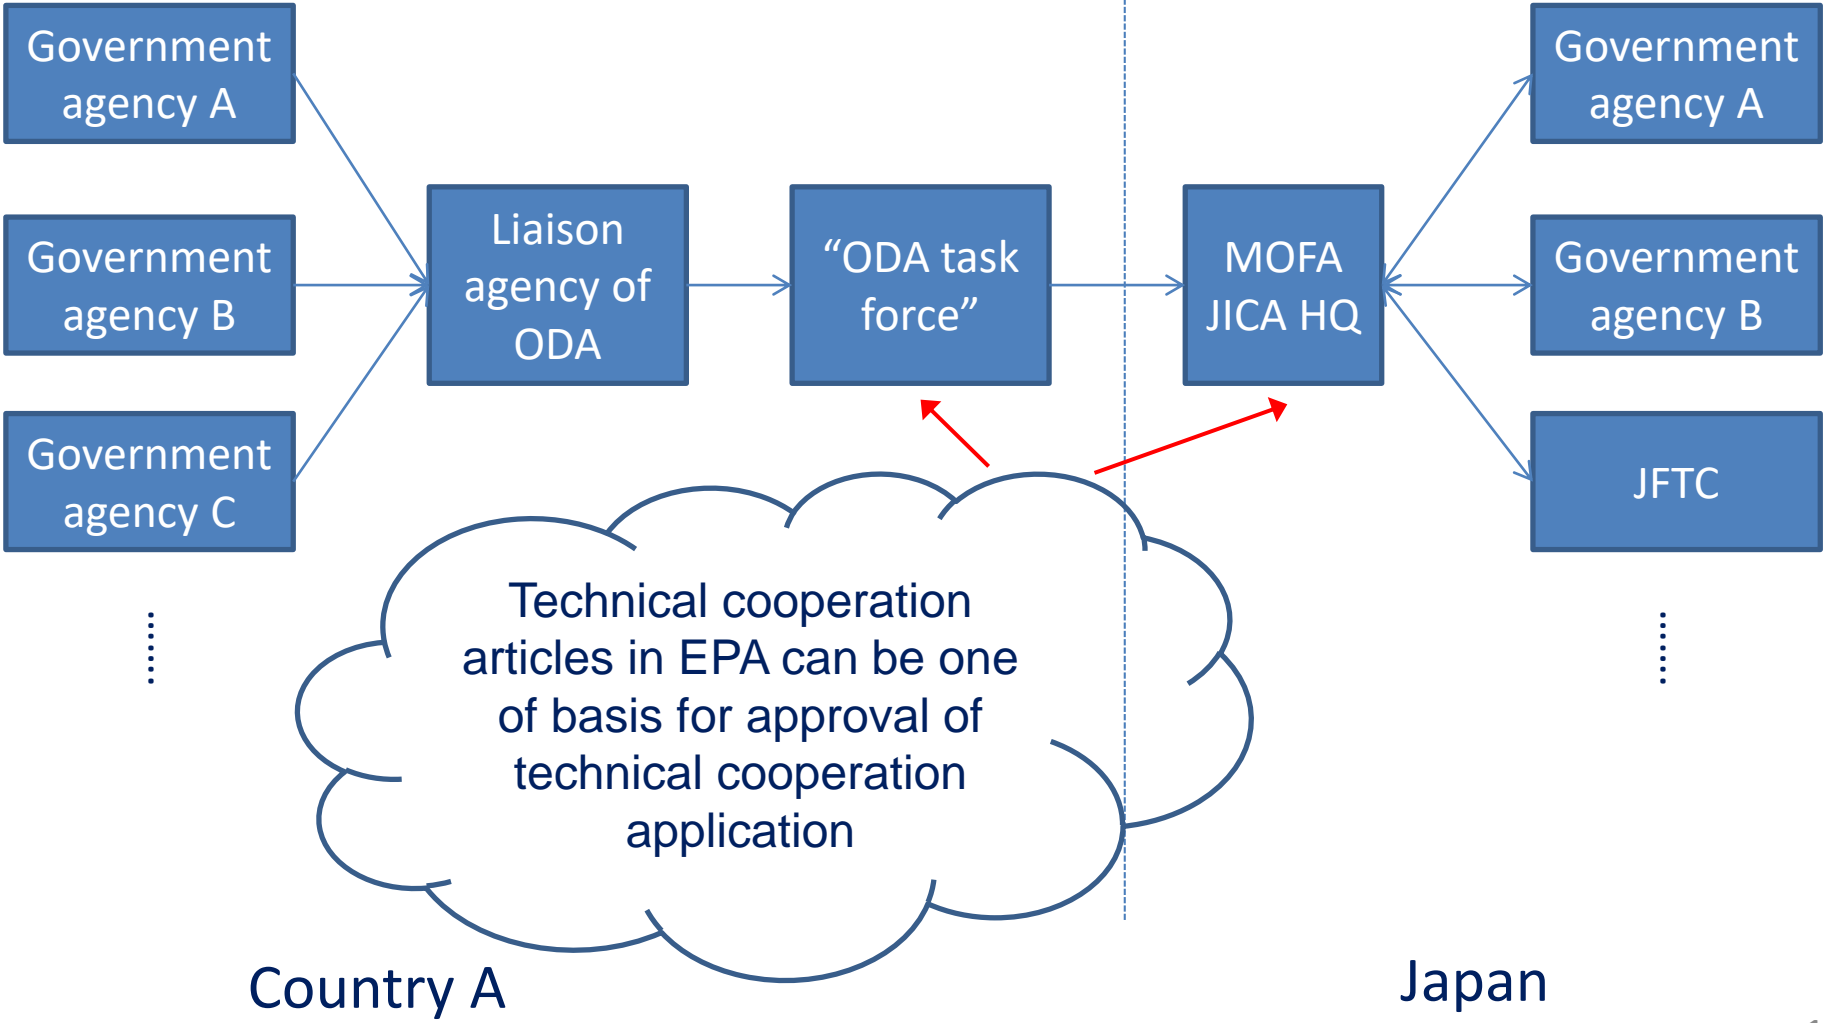 Government
agency A
Government
agency B
Government
agency C
Liaison
agency of
ODA
“ODA task
force”
MOFA
JICA HQ
Government
agency A
Government
agency B
JFTC
Technical cooperation
articles in EPA can be one
of basis for approval of
technical cooperation
application
Country A
Japan